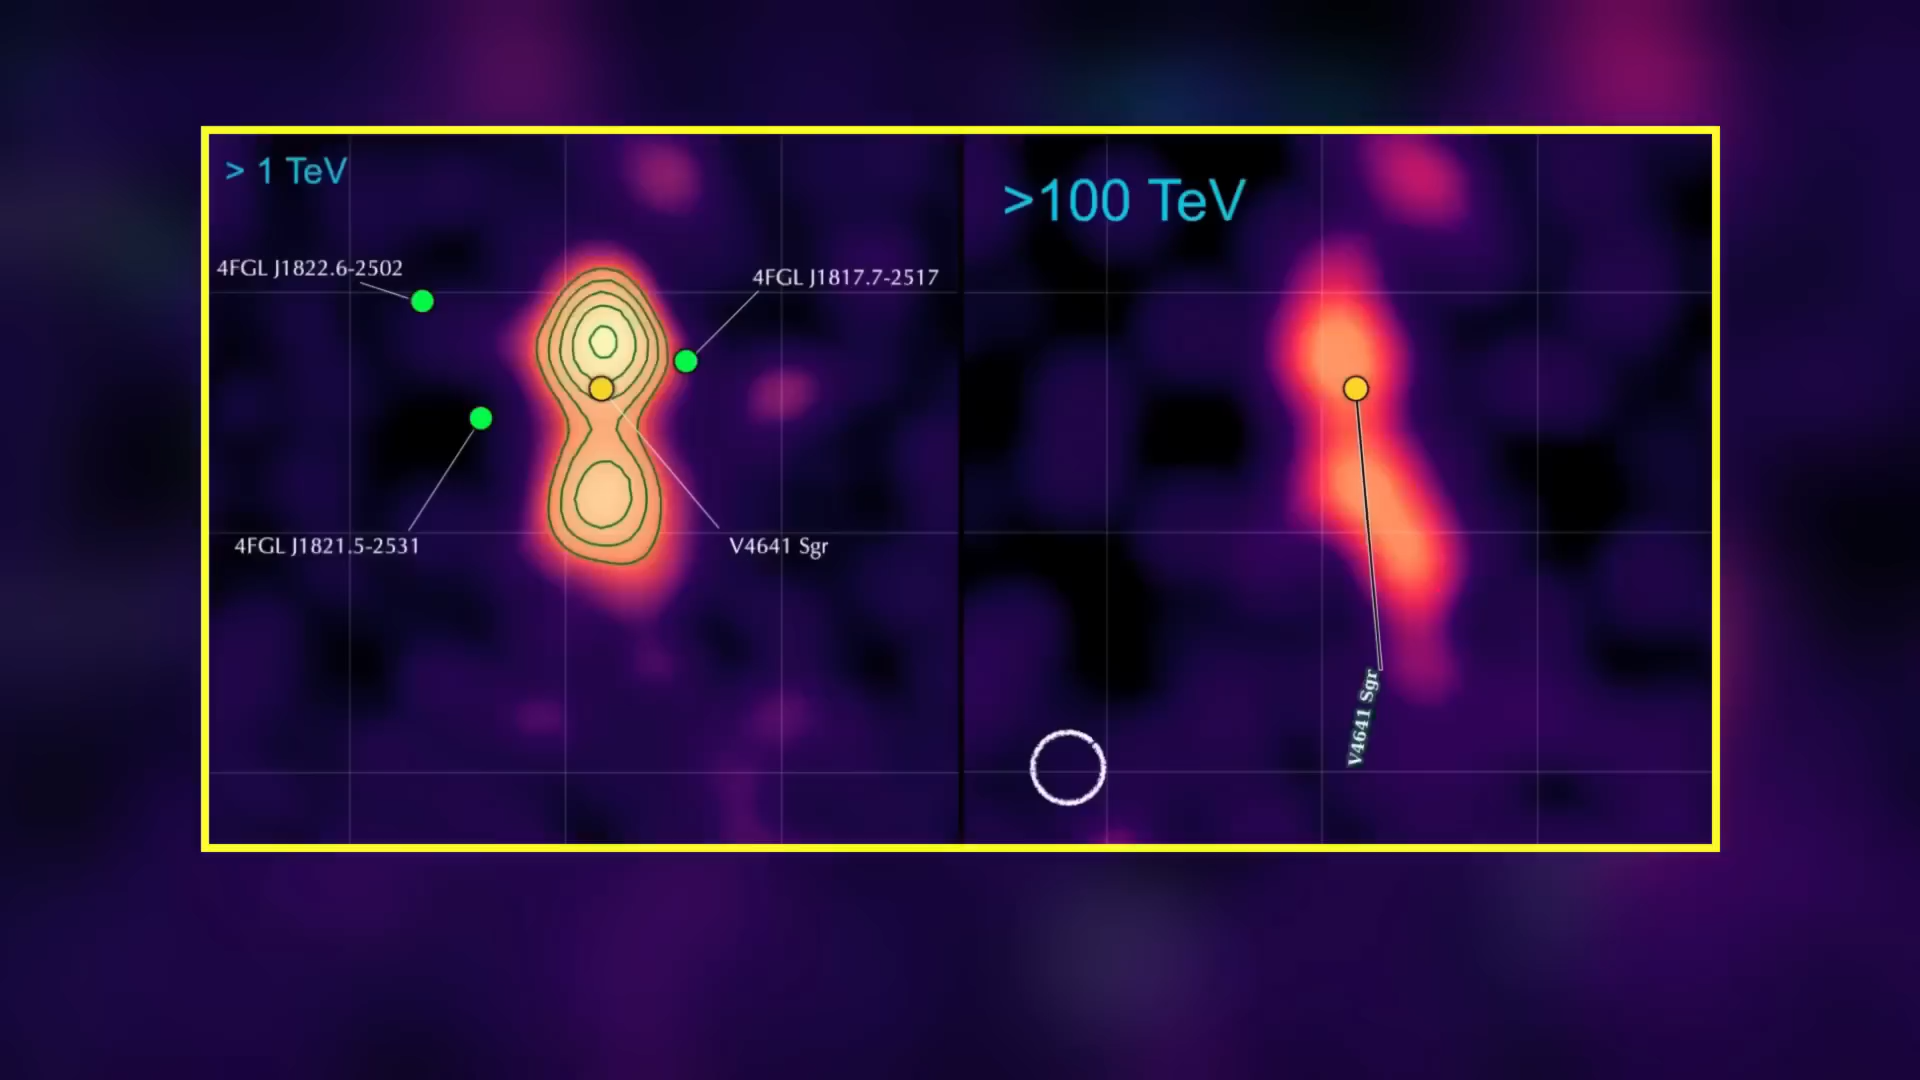 > 1 TeV
>100 TeV
4FGL J1822.6-2502
4FGL J1817.7-2517
4FGL J1821.5-2531
V4641 Sgr
V4641 Sgr